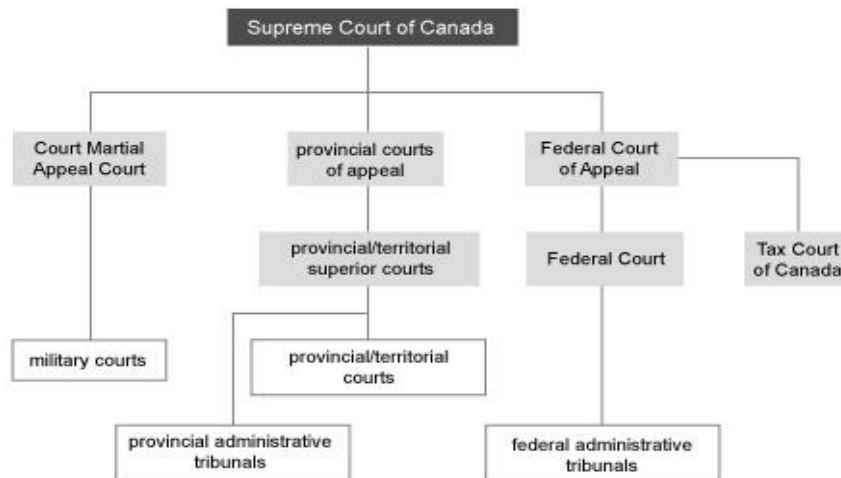 Supreme Court of Canada
Court Martial
Appeal Court
provincial courts
of appeal
Federal Court
of Appeal
provincial/territorial
superior courts
Federal Court
Tax Court
of Canada
military courts
provincial/territorial
courts
provincial administrative
tribunals
federal administrative
tribunals